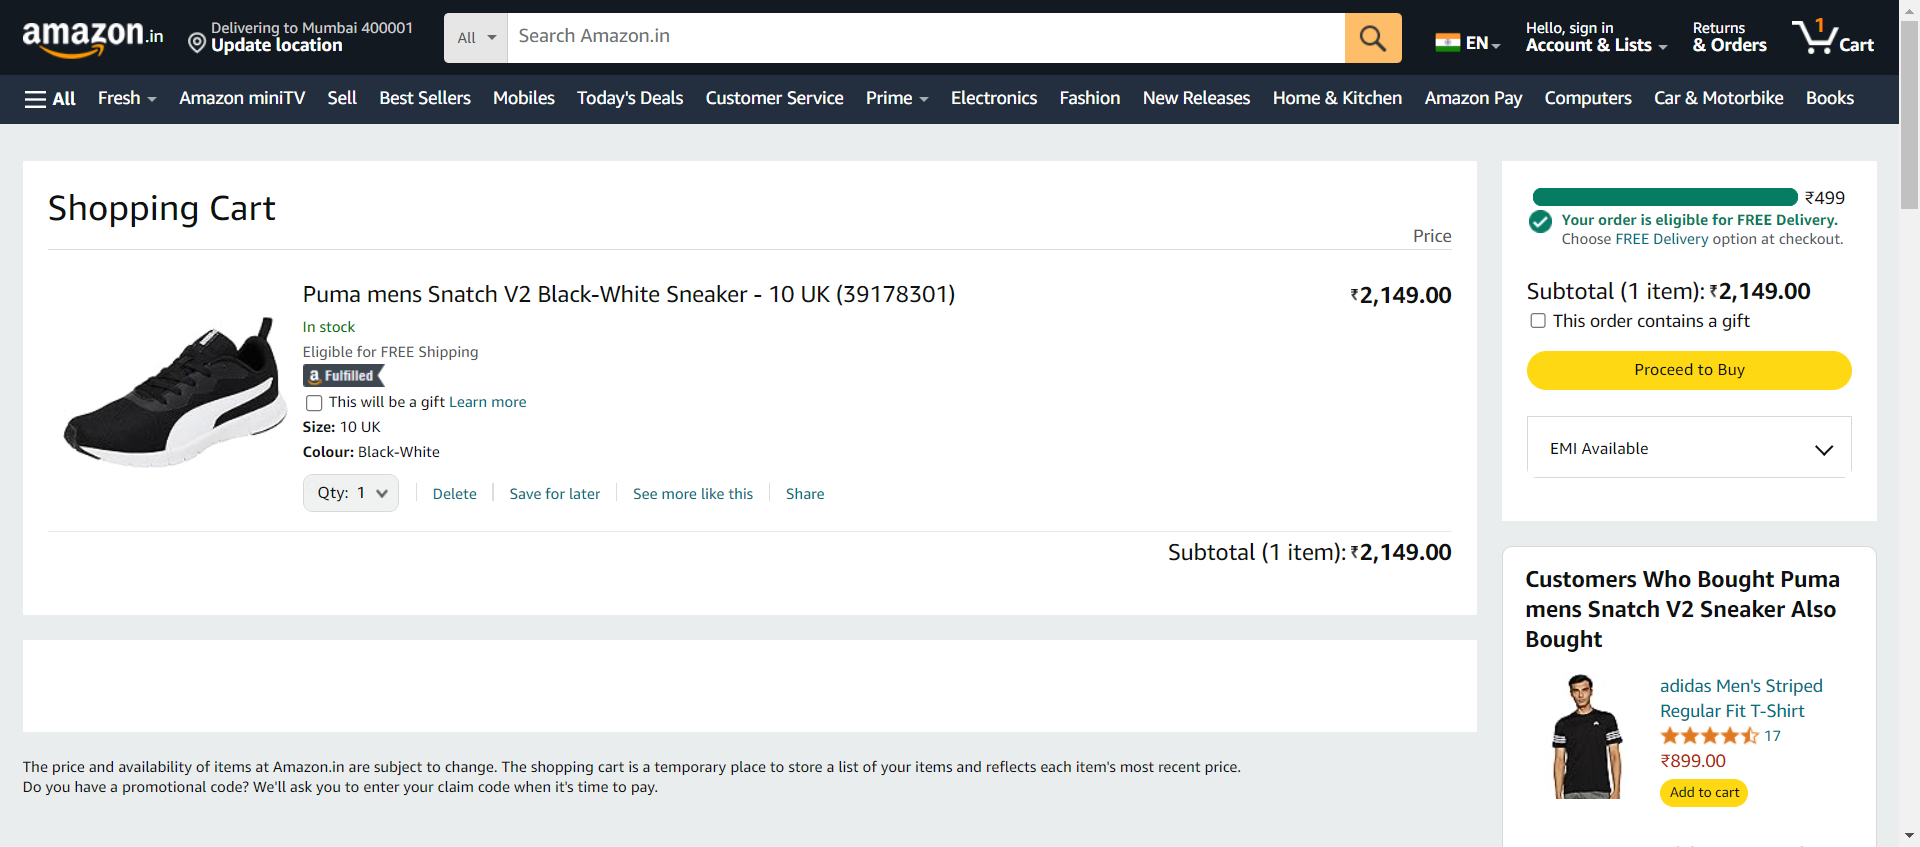 amazon.in
Delivering to Mumbai 400001
Update location
All
Search Amazon.in
EN
Hello, sign in
Account & Lists
Returns
& Orders
1
Cart
All
Fresh
Amazon miniTV
Sell
Best Sellers
Mobiles
Today's Deals
Customer Service
Prime
Electronics
Fashion
New Releases
Home & Kitchen
Amazon Pay
Computers
Car & Motorbike
Books
Shopping Cart
Price
Puma mens Snatch V2 Black-White Sneaker - 10 UK (39178301)
₹2,149.00
In stock
Eligible for FREE Shipping
a Fulfilled
This will be a gift Learn more
Size: 10 UK
Colour: Black-White
Qty: 1
Delete
Save for later
See more like this
Share
Subtotal (1 item): ₹2,149.00
The price and availability of items at Amazon.in are subject to change. The shopping cart is a temporary place to store a list of your items and reflects each item's most recent price.
Do you have a promotional code? We'll ask you to enter your claim code when it's time to pay.
₹499
Your order is eligible for FREE Delivery.
Choose FREE Delivery option at checkout.
Subtotal (1 item): ₹2,149.00
This order contains a gift
Proceed to Buy
EMI Available
Customers Who Bought Puma
mens Snatch V2 Sneaker Also
Bought
adidas Men's Striped
Regular Fit T-Shirt
17
₹899.00
Add to cart